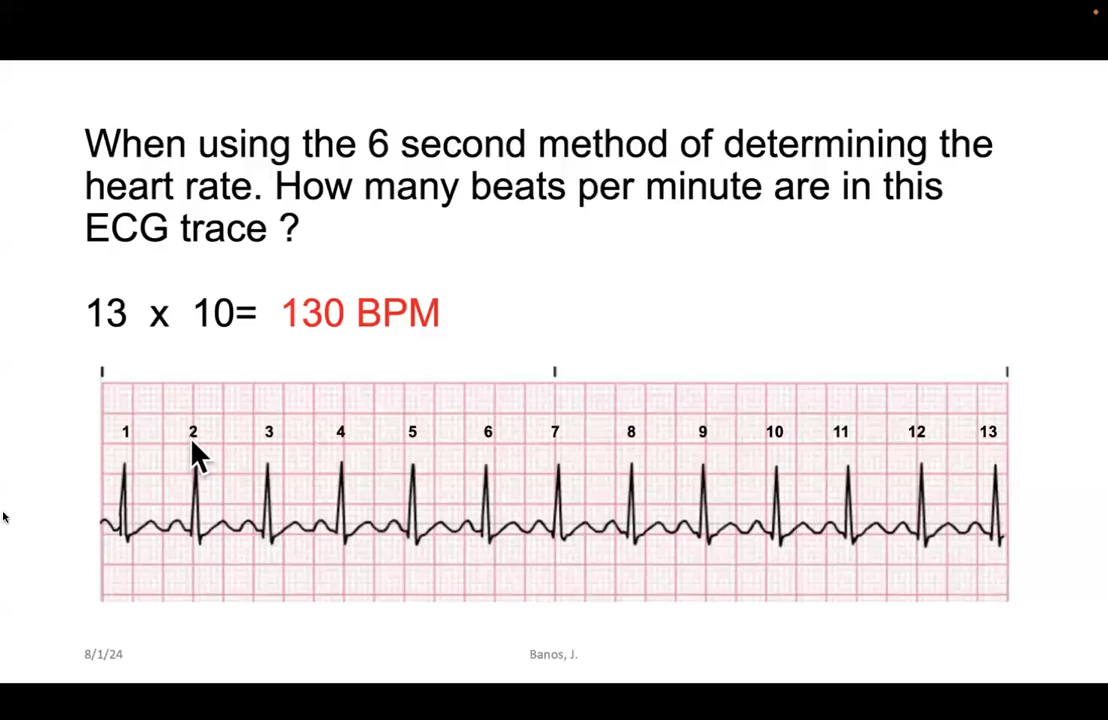 When using the 6 second method of determining the
heart rate. How many beats per minute are in this
ECG trace ?
13 x 10= 130 BPM
1 2 3 4 5 6 7 8 9 10 11 12 13
8/1/24 Banos, J.